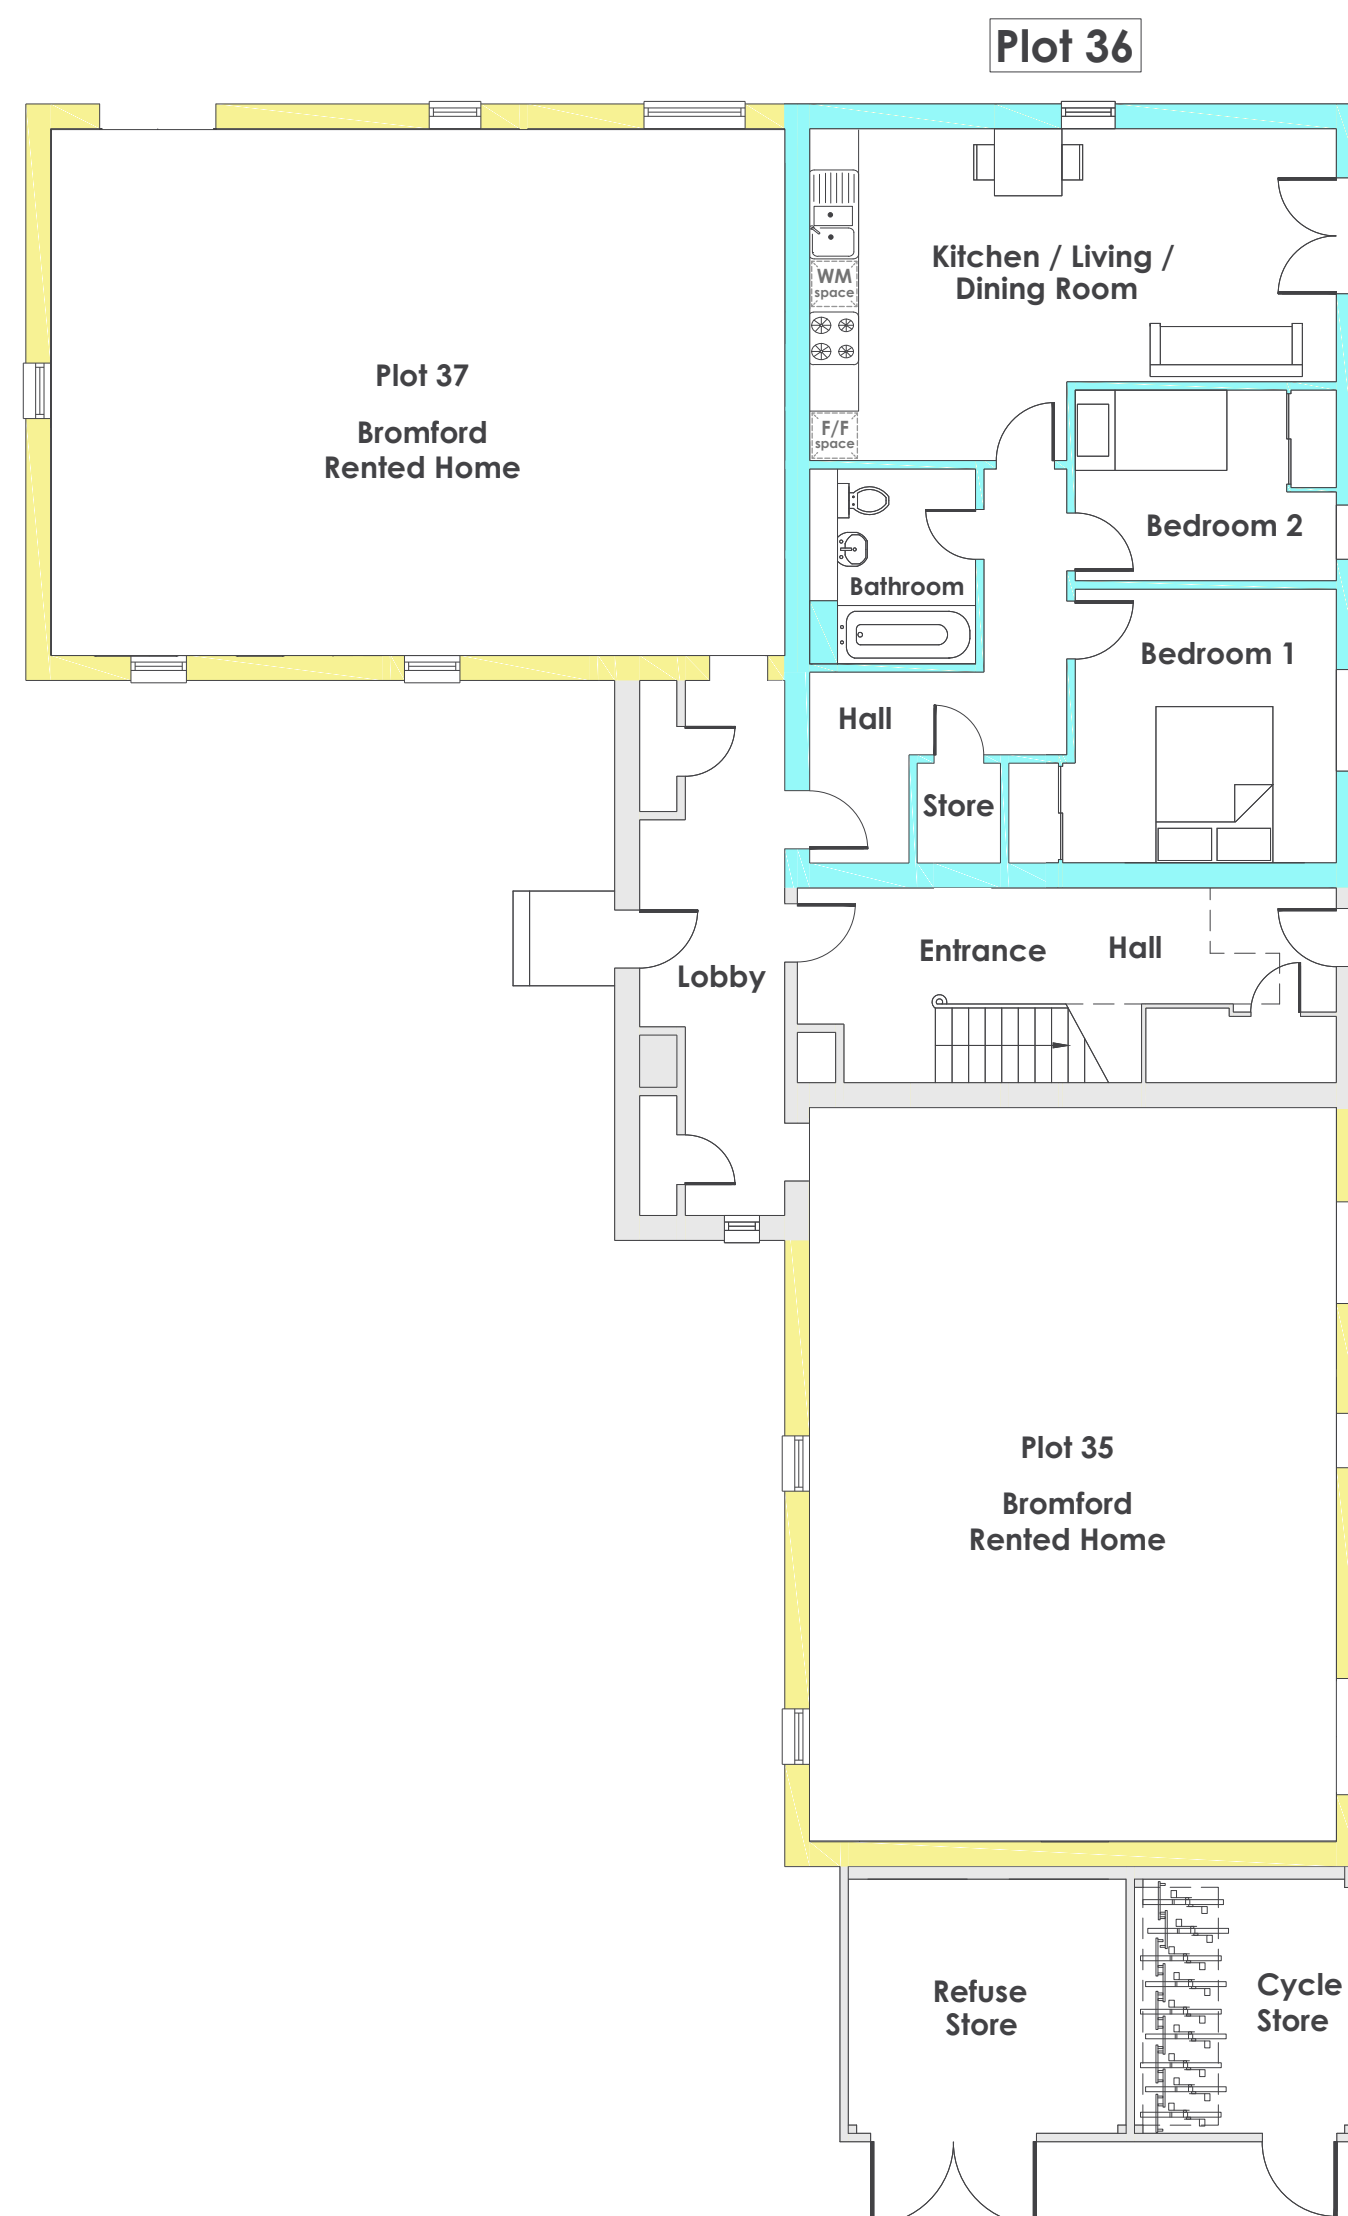 Plot 36
Kitchen / Living /
Dining Room
WM
space
F/F
space
Plot 37
Bromford
Rented Home
Bedroom 2
Bathroom
Bedroom 1
Hall
Store
Entrance Hall
Lobby
Plot 35
Bromford
Rented Home
Refuse
Store
Cycle
Store